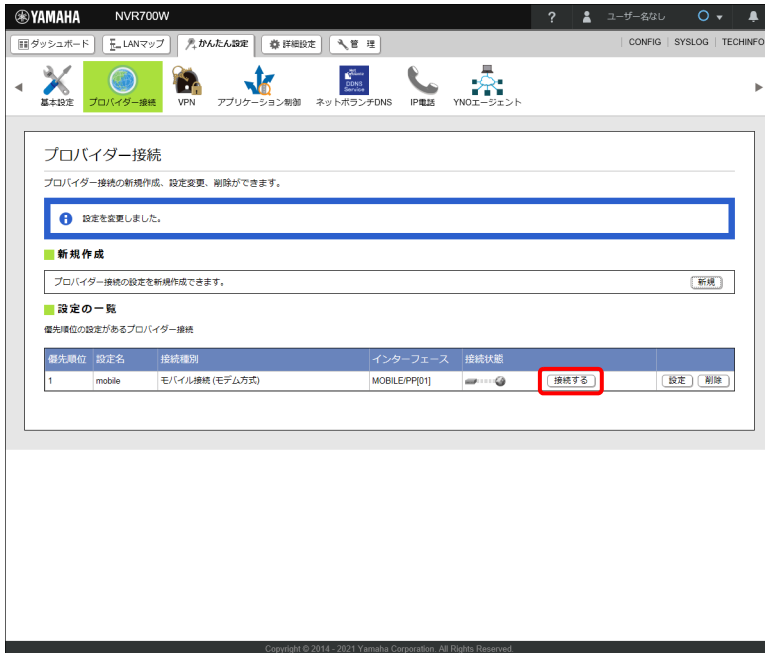 YAMAHA NVR700W ? ユーザー名なし
ダッシュボード LANマップ かんたん設定 詳細設定 管 理 CONFIG SYSLOG TECHINFO
基本設定 プロバイダー接続 VPN アプリケーション制御 Net Volante DDNS Service ネットボランチDNS IP電話 YNOエージェント
プロバイダー接続
プロバイダー接続の新規作成、設定変更、削除ができます。
設定を変更しました。
新規作成
プロバイダー接続の設定を新規作成できます。 新規
設定の一覧
優先順位の設定があるプロバイダー接続
優先順位 設定名 接続種別 インターフェース 接続状態
1 mobile モバイル接続 (モデム方式) MOBILE/PP[01] 接続する 設定 削除
Copyright © 2014 - 2021 Yamaha Corporation. All Rights Reserved.